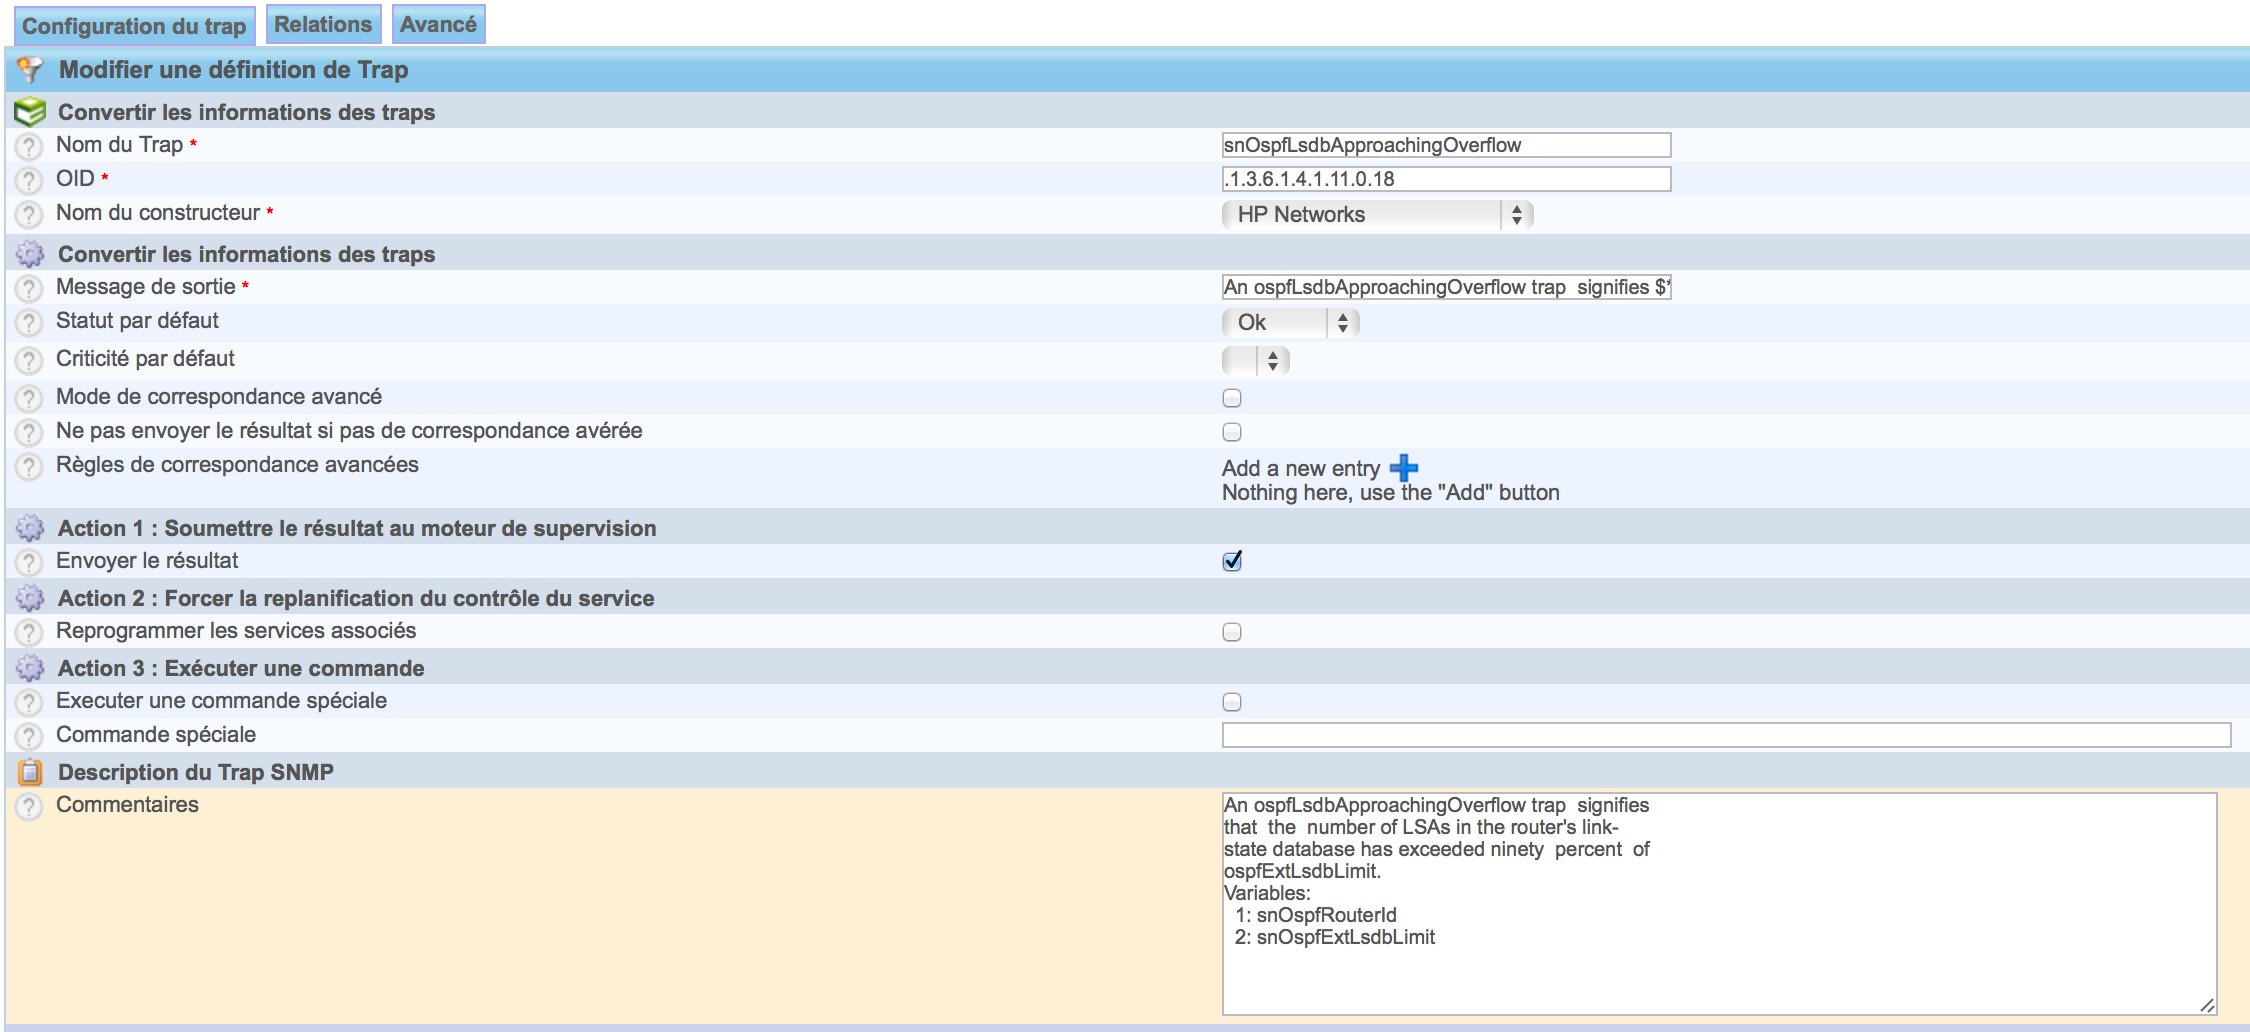 Configuration du trap Relations Avancé
Modifier une définition de Trap
Convertir les informations des traps
Nom du Trap * snOspfLsdbApproachingOverflow
OID * .1.3.6.1.4.1.11.0.18
Nom du constructeur * HP Networks
Convertir les informations des traps
Message de sortie * An ospfLsdbApproachingOverflow trap  signifies $*
Statut par défaut Ok
Criticité par défaut
Mode de correspondance avancé
Ne pas envoyer le résultat si pas de correspondance avérée
Règles de correspondance avancées Add a new entry
Nothing here, use the "Add" button
Action 1 : Soumettre le résultat au moteur de supervision
Envoyer le résultat
Action 2 : Forcer la replanification du contrôle du service
Reprogrammer les services associés
Action 3 : Exécuter une commande
Executer une commande spéciale
Commande spéciale
Description du Trap SNMP
Commentaires An ospfLsdbApproachingOverflow trap  signifies
that  the  number of LSAs in the router's link-
state database has exceeded ninety  percent  of
ospfExtLsdbLimit.
Variables:
1: snOspfRouterId
2: snOspfExtLsdbLimit